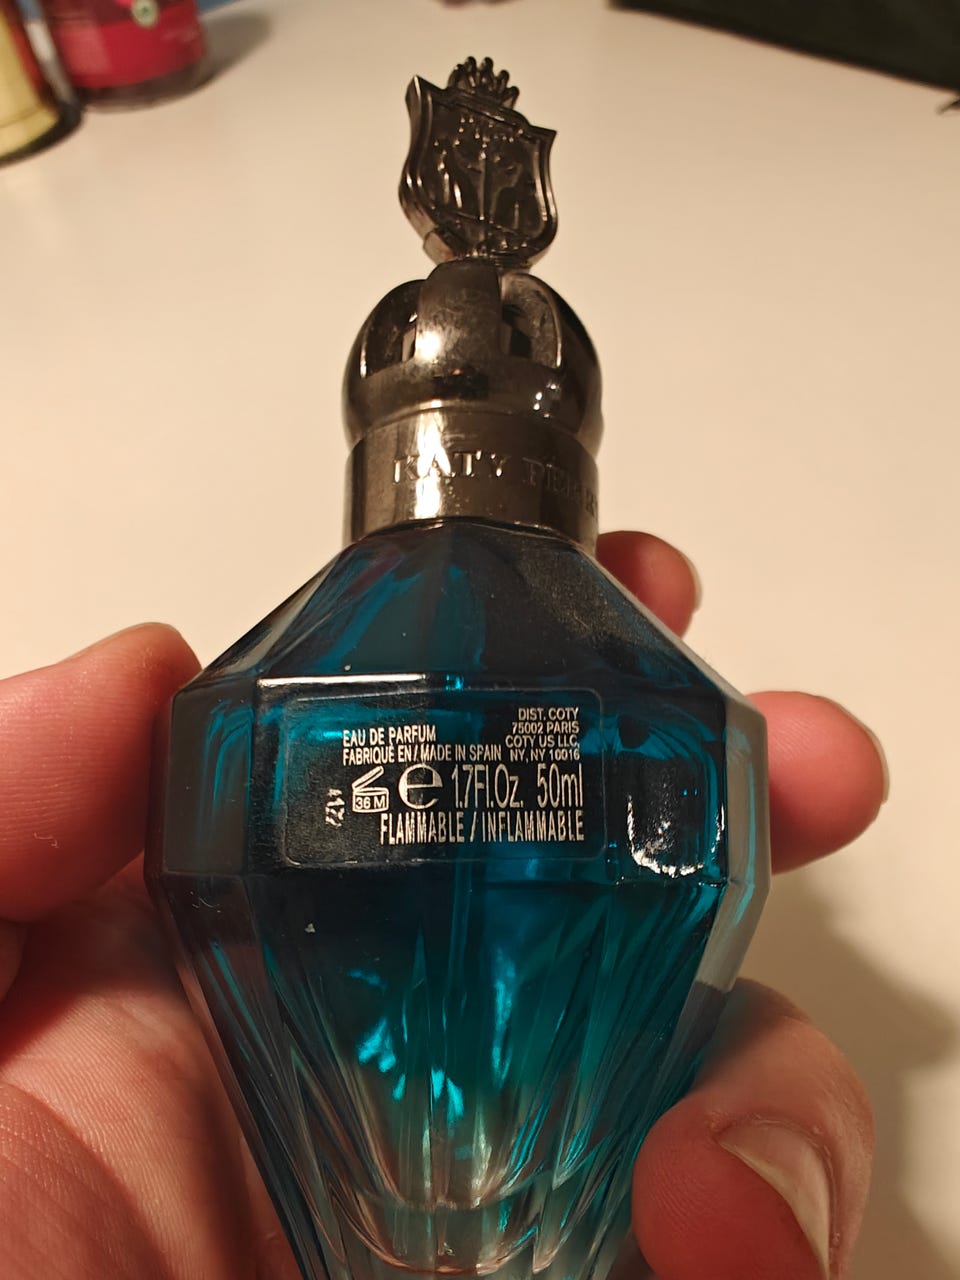 KATY PERRY
DIST. COTY
75002 PARIS
COTY US LLC,
NY, NY 10016
EAU DE PARFUM
FABRIQUÉ EN / MADE IN SPAIN
36 M e 1.7Fl.Oz. 50ml
FLAMMABLE / INFLAMMABLE